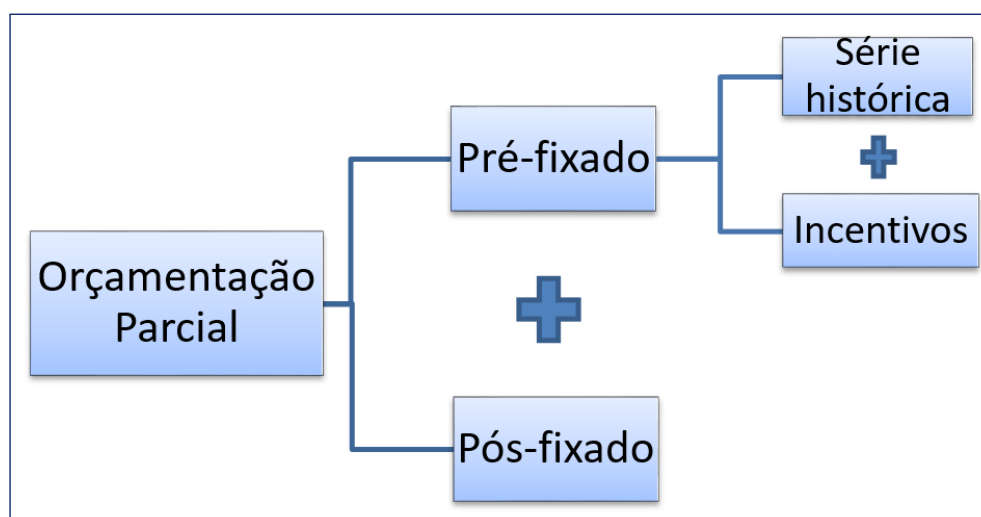 Série
histórica
Pré-fixado
Incentivos
Orçamentação
Parcial
Pós-fixado